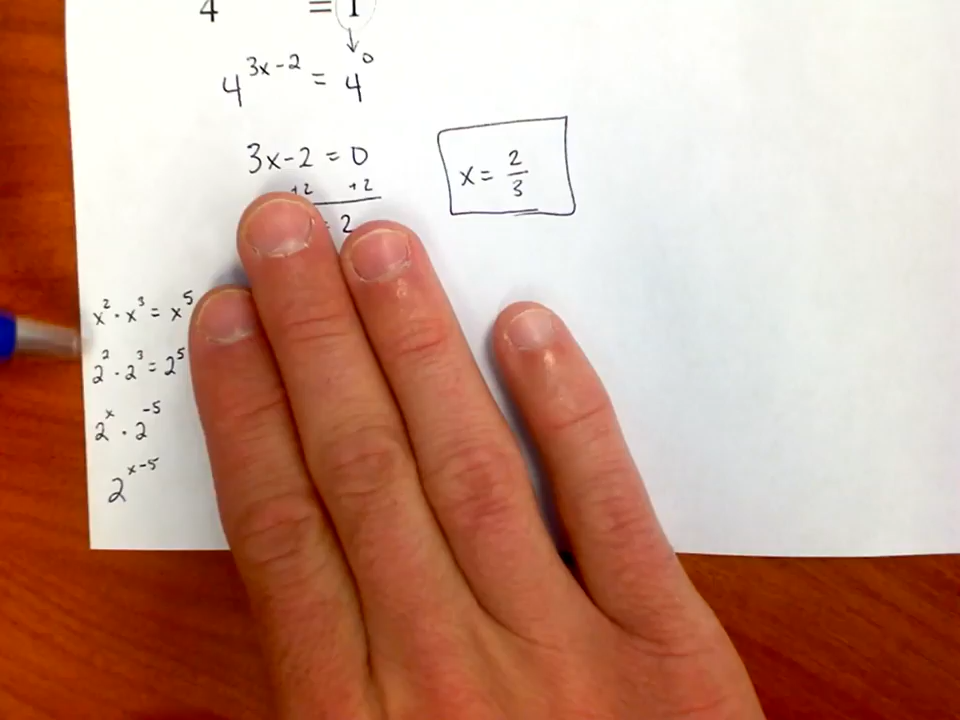 4 = 1
4^{3x-2} = 4^0
3x-2 = 0
+2 +2
= 2
x = 2/3
x^2 · x^3 = x^5
2^2 · 2^3 = 2^5
2^x · 2^{-5}
2^{x-5}